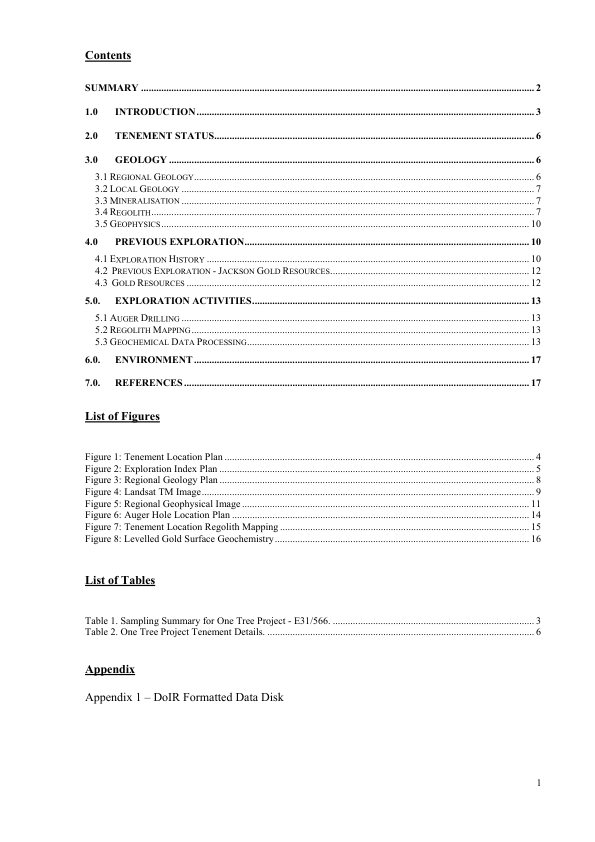 Contents
SUMMARY ........ 2
1.0 INTRODUCTION ........ 3
2.0 TENEMENT STATUS ........ 6
3.0 GEOLOGY ........ 6
3.1 REGIONAL GEOLOGY ........ 6
3.2 LOCAL GEOLOGY ........ 7
3.3 MINERALISATION ........ 7
3.4 REGOLITH ........ 7
3.5 GEOPHYSICS ........ 10
4.0 PREVIOUS EXPLORATION ........ 10
4.1 EXPLORATION HISTORY ........ 10
4.2 PREVIOUS EXPLORATION - JACKSON GOLD RESOURCES ........ 12
4.3 GOLD RESOURCES ........ 12
5.0. EXPLORATION ACTIVITIES ........ 13
5.1 AUGER DRILLING ........ 13
5.2 REGOLITH MAPPING ........ 13
5.3 GEOCHEMICAL DATA PROCESSING ........ 13
6.0. ENVIRONMENT ........ 17
7.0. REFERENCES ........ 17
List of Figures
Figure 1: Tenement Location Plan ........ 4
Figure 2: Exploration Index Plan ........ 5
Figure 3: Regional Geology Plan ........ 8
Figure 4: Landsat TM Image ........ 9
Figure 5: Regional Geophysical Image ........ 11
Figure 6: Auger Hole Location Plan ........ 14
Figure 7: Tenement Location Regolith Mapping ........ 15
Figure 8: Levelled Gold Surface Geochemistry ........ 16
List of Tables
Table 1. Sampling Summary for One Tree Project - E31/566. ........ 3
Table 2. One Tree Project Tenement Details. ........ 6
Appendix
Appendix 1 – DoIR Formatted Data Disk
1